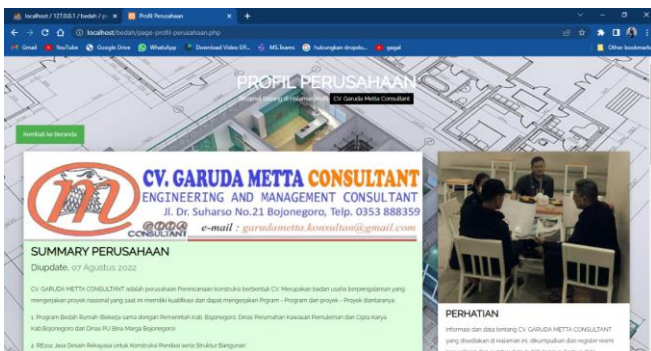 localhost / 127.0.0.1 / bedah / p
Profil Perusahaan
localhost/bedah/page-profil-perusahaan.php
Gmail YouTube Google Drive WhatsApp Download Video ER... MS.Teams hubungkan dropdo... gagal Other bookmarks
PROFIL PERUSAHAAN
Selamat Datang di Halaman Profil CV. Garuda Metta Consultant
Kembali ke Beranda
CV. GARUDA METTA CONSULTANT
ENGINEERING AND MANAGEMENT CONSULTANT
Jl. Dr. Suharso No.21 Bojonegoro, Telp. 0353 888359
CONSULTANT e-mail : garudametta.konsultan@gmail.com
SUMMARY PERUSAHAAN
Diupdate, 07 Agustus 2022
CV. GARUDA METTA CONSULTANT adalah perusahaan Perencanaan konstruksi berbentuk CV. Merupakan badan usaha berpengalaman yang
mengerjakan proyek nasional yang saat ini memiliki kualifikasi dan dapat mengerjakan Prgram - Program dan proyek - Proyek diantaranya:
1. Program Bedah Rumah (Bekerja sama dengan Pemerintah Kab. Bojonegoro: Dinas Perumahan Kawasan Pemukiman dan Cipta Karya
Kab.Bojonegoro dan Dinas PU Bina Marga Bojonegoro)
2. RE202 Jasa Desain Rekayasa untuk Konstruksi Pondasi serta Struktur Bangunan
PERHATIAN
Informasi dan data tentang CV. GARUDA METTA CONSULTANT
yang disediakan di Halaman ini, dikumpulkan dari register resmi